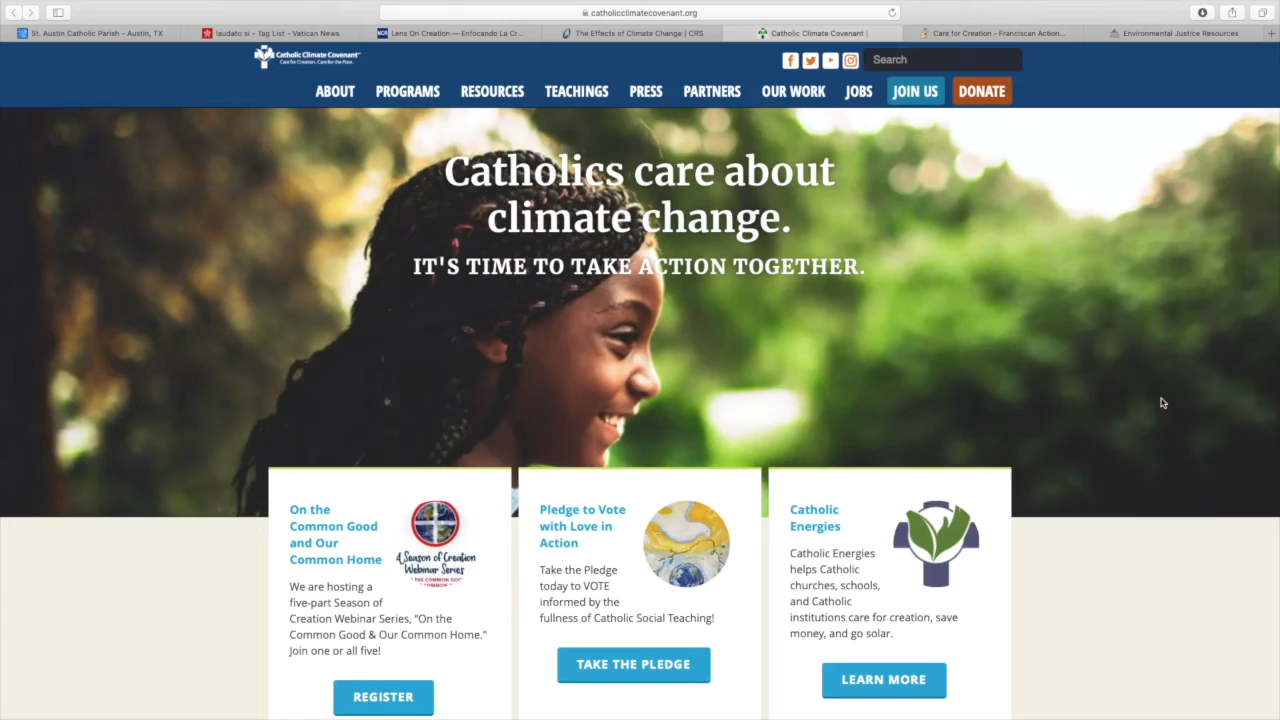 catholicclimatecovenant.org
St. Austin Catholic Parish - Austin, TX
laudato si – Tag List - Vatican News
Lens On Creation — Enfocando La Cr...
The Effects of Climate Change | CRS
Catholic Climate Covenant |
Care for Creation - Franciscan Action...
Environmental Justice Resources
Catholic Climate Covenant
Care for Creation. Care for the Poor.
Search
ABOUT PROGRAMS RESOURCES TEACHINGS PRESS PARTNERS OUR WORK JOBS JOIN US DONATE
Catholics care about
climate change.
IT'S TIME TO TAKE ACTION TOGETHER.
On the
Common Good
and Our
Common Home
A Season of Creation
Webinar Series
We are hosting a
five-part Season of
Creation Webinar Series, "On the
Common Good & Our Common Home."
Join one or all five!
REGISTER
Pledge to Vote
with Love in
Action
Take the Pledge
today to VOTE
informed by the
fullness of Catholic Social Teaching!
TAKE THE PLEDGE
Catholic
Energies
Catholic Energies
helps Catholic
churches, schools,
and Catholic
institutions care for creation, save
money, and go solar.
LEARN MORE